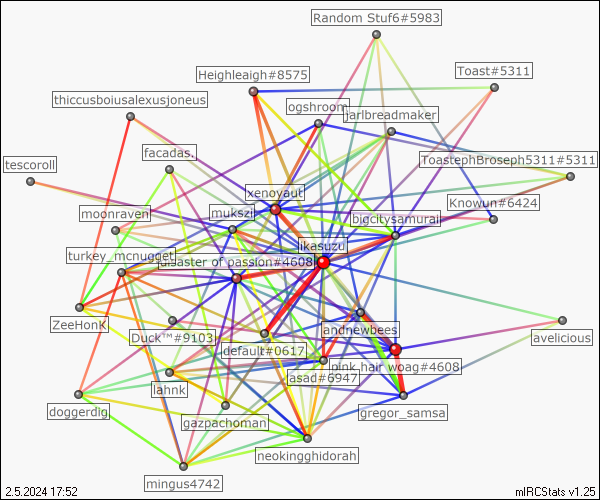 Random Stuf6#5983
Heighleaigh#8575
Toast#5311
thiccusboiusalexusjoneus
ogshroom
jarlbreadmaker
facadas.
ToastephBroseph5311#5311
tescoroll
xenoyaut
Knowun#6424
mukszi
bigcitysamurai
moonraven
ikasuzu
turkey_mcnugget
disaster of passion#4608
ZeeHonK
andnewbees
avelicious
Duck™#9103
default#0617
pink hair woag#4608
asad#6947
lahnk
doggerdig
gazpachoman
gregor_samsa
neokingghidorah
mingus4742
2.5.2024 17:52
mIRCStats v1.25